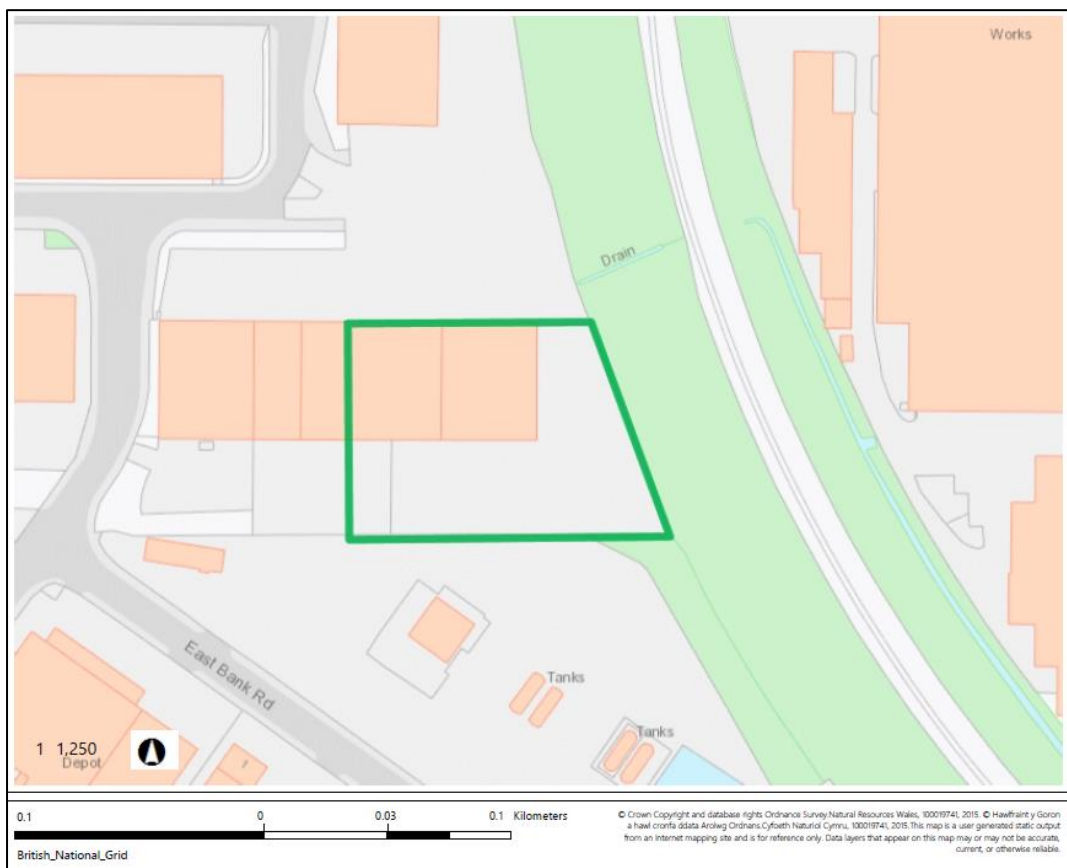 Works
Drain
East Bank Rd
Tanks
Tanks
1 1,250
Depot
0.1 0 0.03 0.1 Kilometers
British_National_Grid
© Crown Copyright and database rights Ordnance Survey.Natural Resources Wales, 100019741, 2015. © Hawlfraint y Goron
a hawl cronfa ddata Arolwg Ordnans.Cyfoeth Naturiol Cymru, 100019741, 2015.This map is a user generated static output
from an Internet mapping site and is for reference only. Data layers that appear on this map may or may not be accurate,
current, or otherwise reliable.